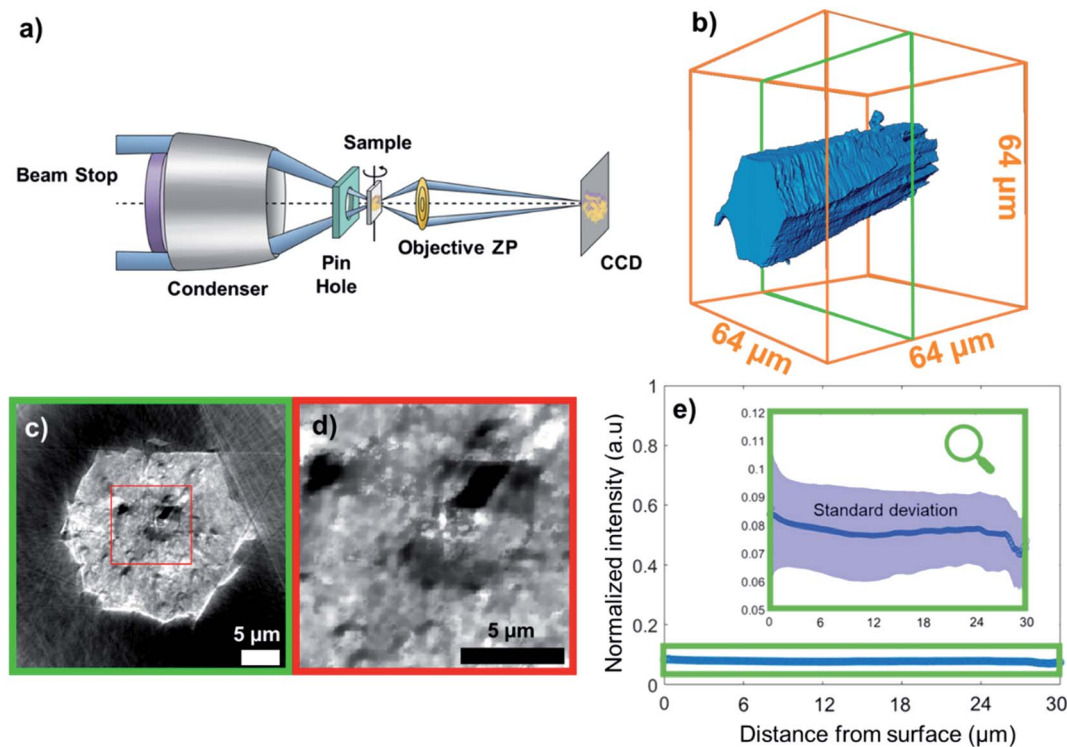 a)
Beam Stop
Condenser
Pin
Hole
Sample
Objective ZP
CCD
b)
64 µm
64 µm
64 µm
c)
5 µm
d)
5 µm
e)
Normalized intensity (a.u)
1
0.8
0.6
0.4
0.2
0
0.12
0.11
0.1
0.09
0.08
0.07
0.06
0.05
Standard deviation
0
6
12
18
24
30
0
6
12
18
24
30
Distance from surface (µm)